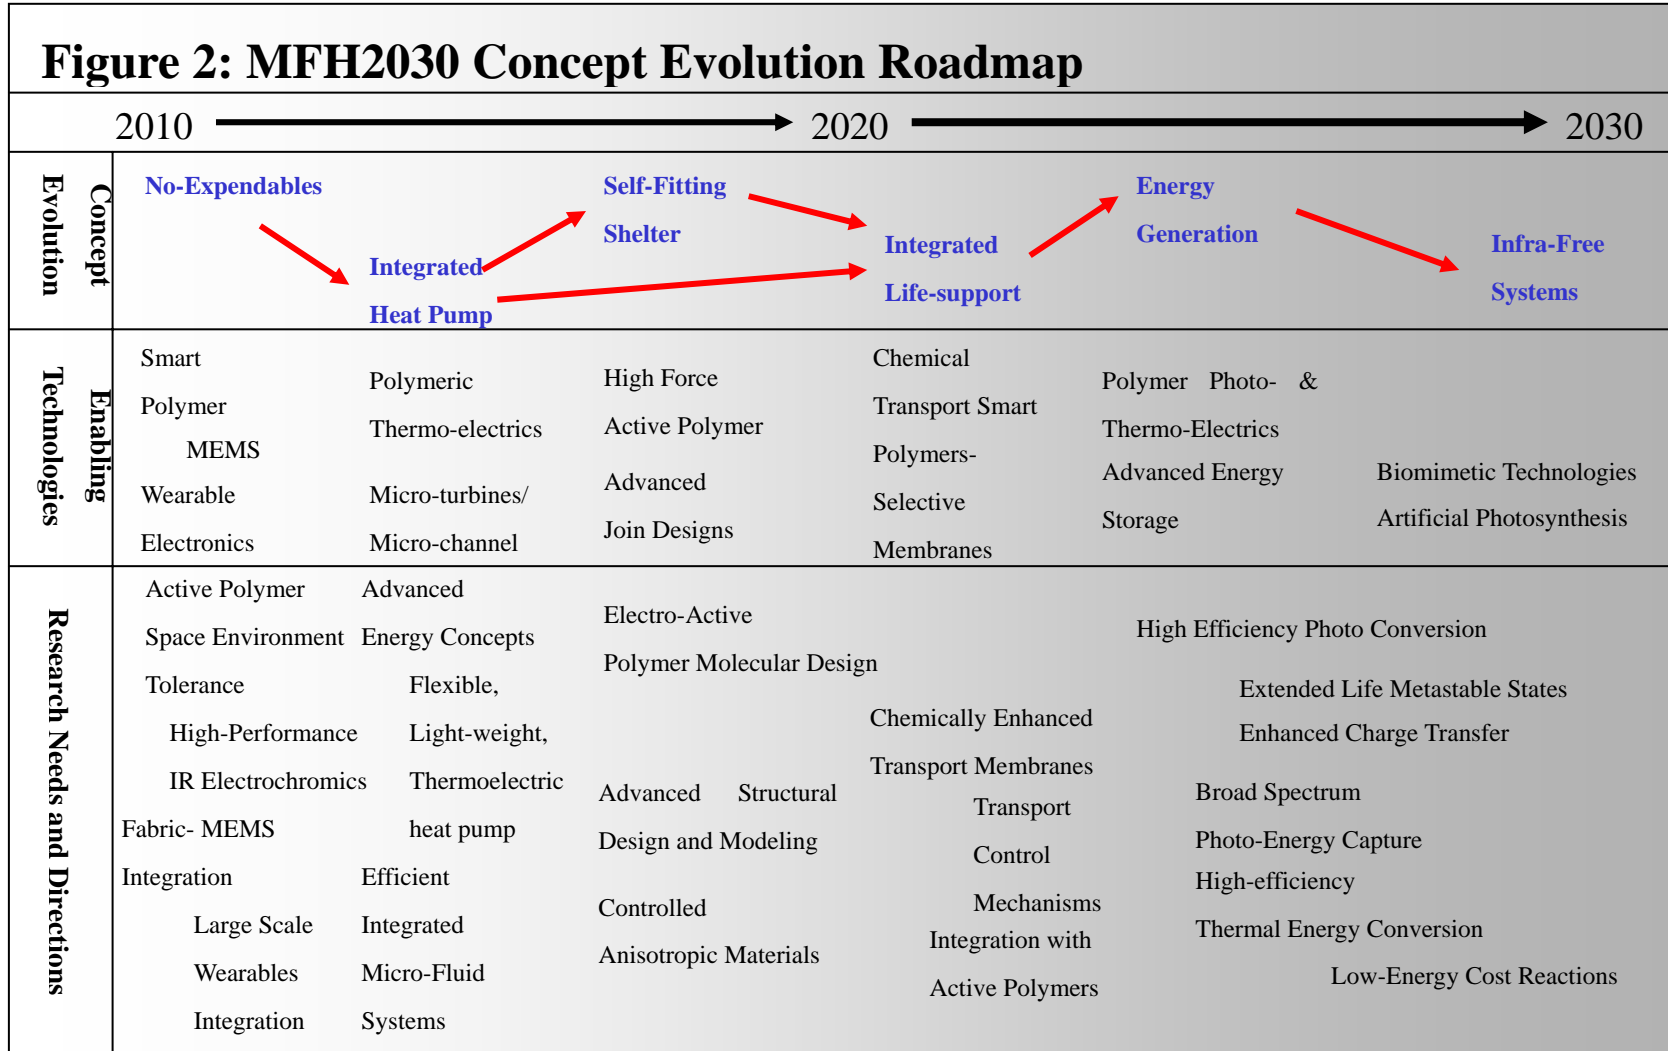 Figure 2: MFH2030 Concept Evolution Roadmap
2010
2020
2030
Concept
Evolution
No-Expendables
Integrated
Heat Pump
Self-Fitting
Shelter
Integrated
Life-support
Energy
Generation
Infra-Free
Systems
Enabling
Technologies
Smart
Polymer
MEMS
Wearable
Electronics
Polymeric
Thermo-electrics
Micro-turbines/
Micro-channel
High Force
Active Polymer
Advanced
Join Designs
Chemical
Transport Smart
Polymers-
Selective
Membranes
Polymer Photo- &
Thermo-Electrics
Advanced Energy
Storage
Biomimetic Technologies
Artificial Photosynthesis
Research Needs and Directions
Active Polymer
Space Environment
Tolerance
High-Performance
IR Electrochromics
Fabric- MEMS
Integration
Large Scale
Wearables
Integration
Advanced
Energy Concepts
Flexible,
Light-weight,
Thermoelectric
heat pump
Efficient
Integrated
Micro-Fluid
Systems
Electro-Active
Polymer Molecular Design
Advanced Structural
Design and Modeling
Controlled
Anisotropic Materials
Chemically Enhanced
Transport Membranes
Transport
Control
Mechanisms
Integration with
Active Polymers
High Efficiency Photo Conversion
Extended Life Metastable States
Enhanced Charge Transfer
Broad Spectrum
Photo-Energy Capture
High-efficiency
Thermal Energy Conversion
Low-Energy Cost Reactions